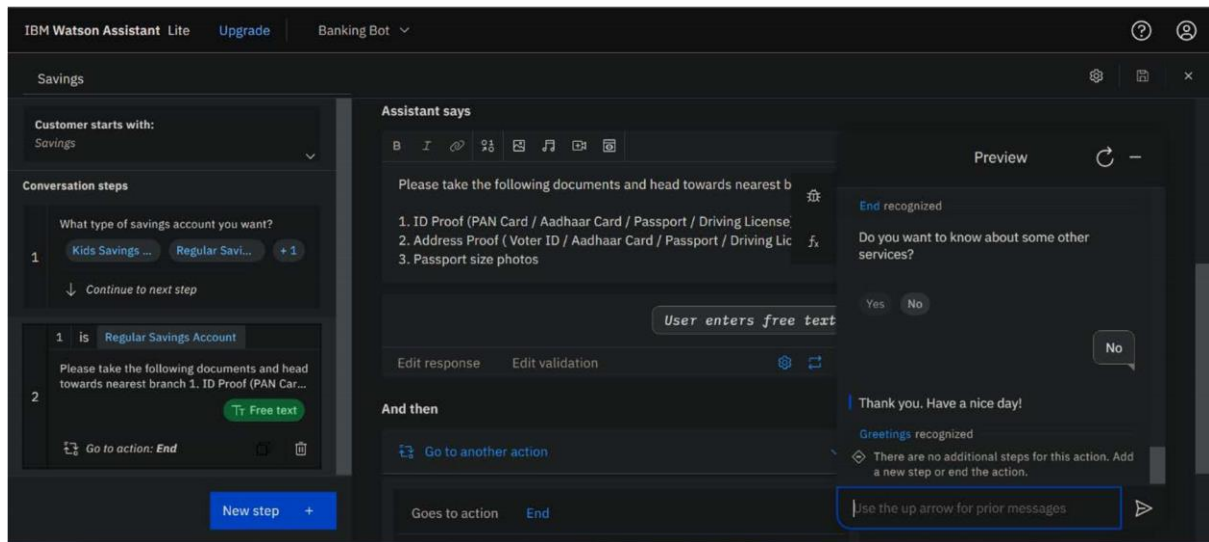 IBM Watson Assistant Lite Upgrade Banking Bot
Savings
Customer starts with:
Savings
Conversation steps
1
What type of savings account you want?
Kids Savings ... Regular Savi... + 1
Continue to next step
2
1 is Regular Savings Account
Please take the following documents and head
towards nearest branch 1. ID Proof (PAN Car...
Free text
Go to action: End
New step +
Assistant says
B I
Please take the following documents and head towards nearest b
1. ID Proof (PAN Card / Aadhaar Card / Passport / Driving License)
2. Address Proof ( Voter ID / Aadhaar Card / Passport / Driving Lic
3. Passport size photos
User enters free text
Edit response Edit validation
And then
Go to another action
Goes to action End
Preview
End recognized
Do you want to know about some other
services?
Yes No
No
Thank you. Have a nice day!
Greetings recognized
There are no additional steps for this action. Add
a new step or end the action.
Use the up arrow for prior messages